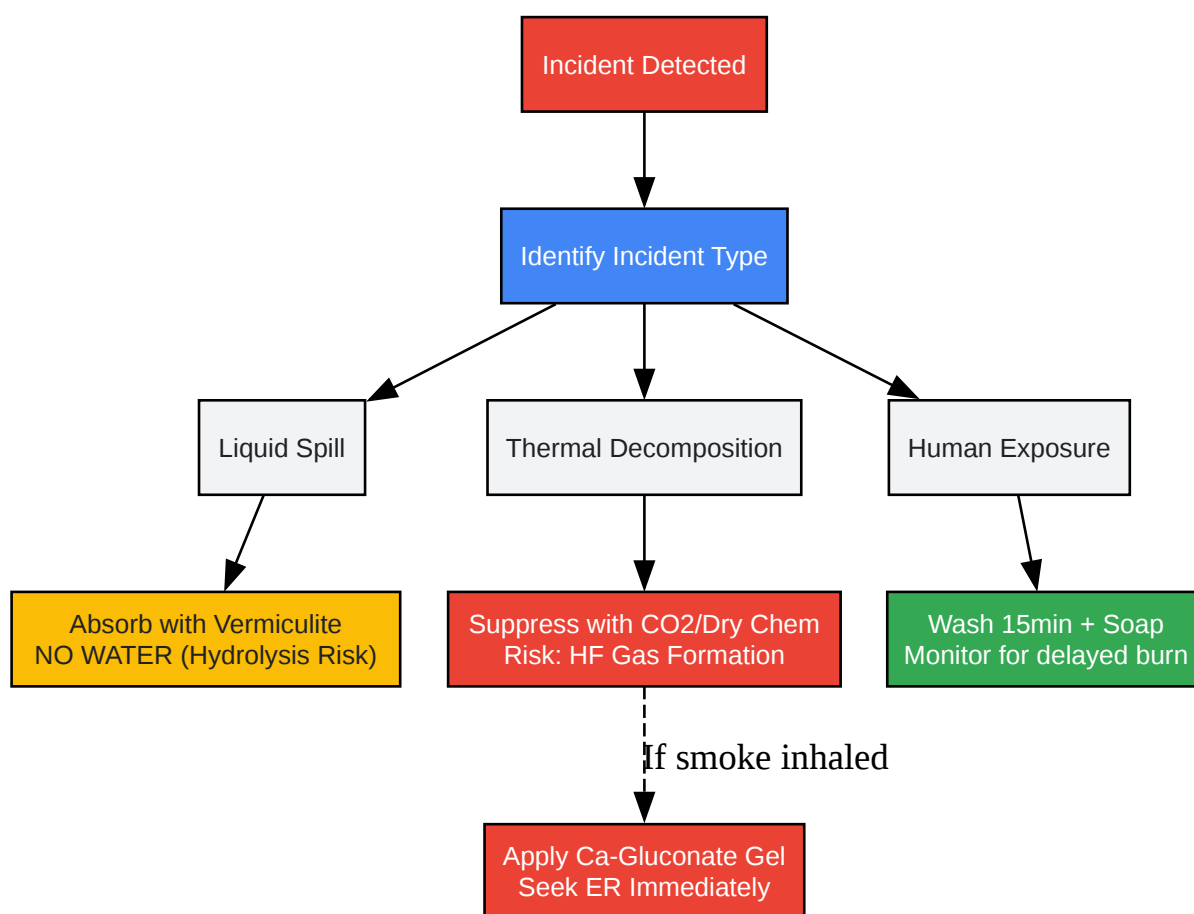 Incident Detected
Identify Incident Type
Liquid Spill
Thermal Decomposition
Human Exposure
Absorb with Vermiculite
NO WATER (Hydrolysis Risk)
Suppress with CO2/Dry Chem
Risk: HF Gas Formation
Wash 15min + Soap
Monitor for delayed burn
If smoke inhaled
Apply Ca-Gluconate Gel
Seek ER Immediately